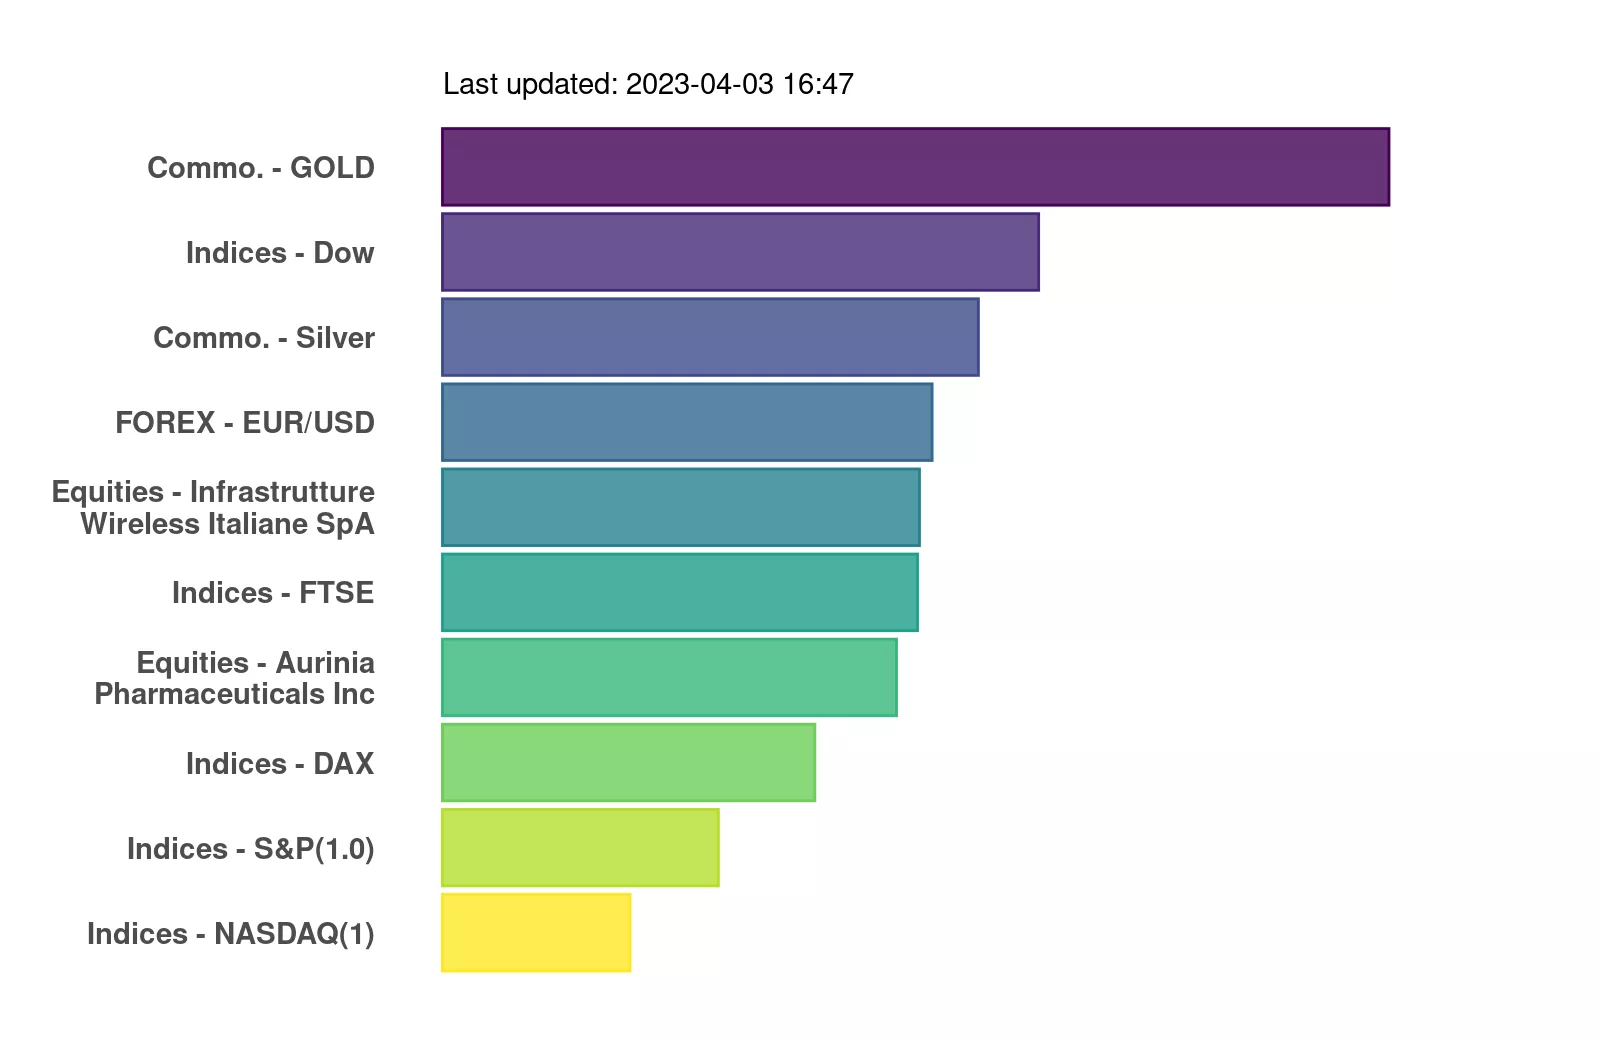 Last updated: 2023-04-03 16:47
Commo. - GOLD
Indices - Dow
Commo. - Silver
FOREX - EUR/USD
Equities - Infrastrutture
Wireless Italiane SpA
Indices - FTSE
Equities - Aurinia
Pharmaceuticals Inc
Indices - DAX
Indices - S&P(1.0)
Indices - NASDAQ(1)